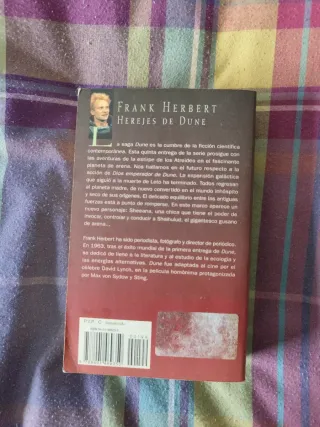 FRANK HERBERT
HEREJES DE DUNE
La saga Dune es la cumbre de la ficción científica
contemporánea. Esta quinta entrega de la serie prosigue con
las aventuras de la estirpe de los Atreides en el fascinante
planeta de arena. Nos hallamos en el futuro respecto a la
acción de Dios emperador de Dune. La expansión galáctica
que siguió a la muerte de Leto ha terminado. Todos regresan
al planeta madre, de nuevo convertido en el mundo inhóspito
y seco de sus orígenes. El delicado equilibrio entre las antiguas
fuerzas está a punto de romperse. En este marco aparece un
nuevo personaje: Sheeana, una chica que tiene el poder de
invocar, controlar y conducir a Shaihulud, el gigantesco gusano
de arena...
Frank Herbert ha sido periodista, fotógrafo y director de periódico.
En 1963, tras el éxito mundial de la primera entrega de Dune,
se dedicó de lleno a la literatura y al estudio de la ecología y
las energías alternativas. Dune fue adaptada al cine por el
célebre David Lynch, en la película homónima protagonizada
por Max von Sydow y Sting.